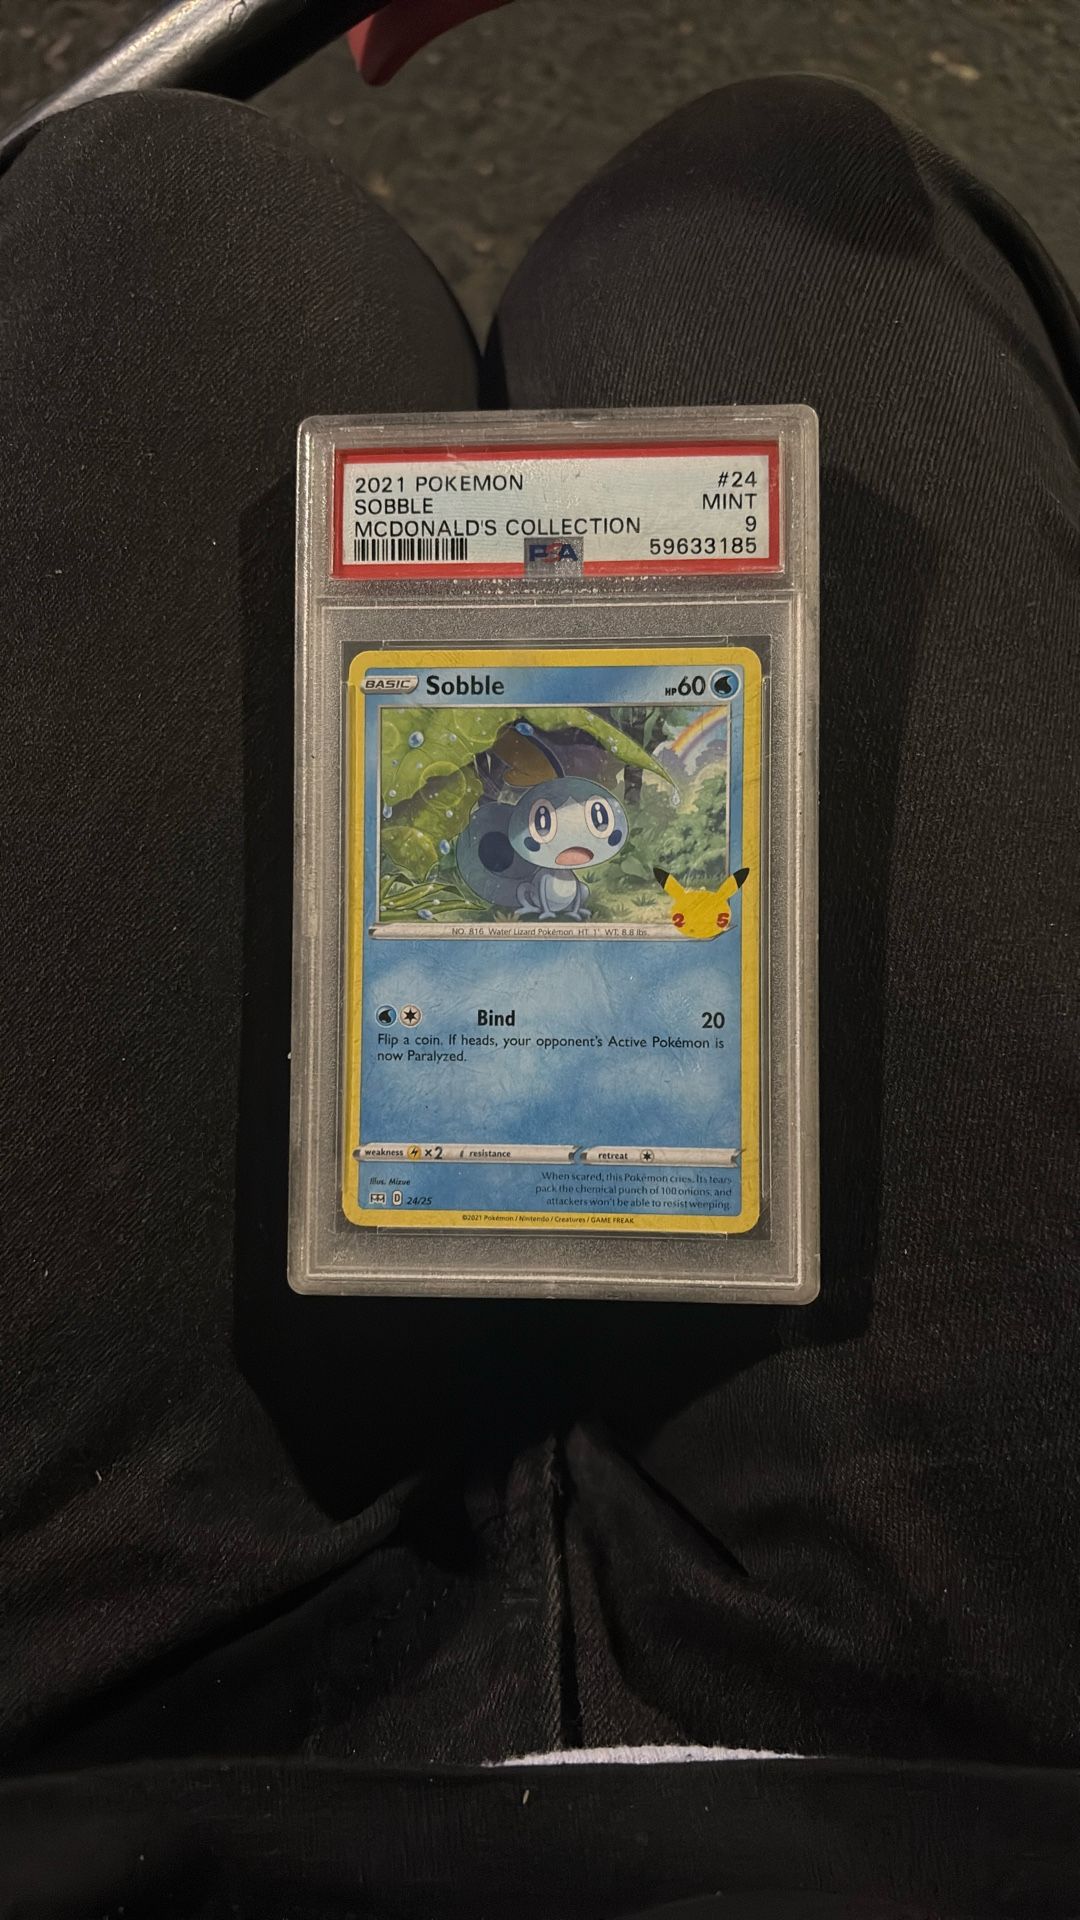 2021 POKEMON #24
SOBBLE MINT
MCDONALD'S COLLECTION 9
PSA 59633185
BASIC Sobble HP60
25
NO. 816 Water Lizard Pokémon HT: 1' WT: 8.8 lbs.
Bind 20
Flip a coin. If heads, your opponent's Active Pokémon is
now Paralyzed.
weakness ×2 resistance retreat
Illus. Mizue
When scared, this Pokémon cries. Its tears
pack the chemical punch of 100 onions, and
attackers won't be able to resist weeping.
D 24/25
©2021 Pokémon / Nintendo / Creatures / GAME FREAK